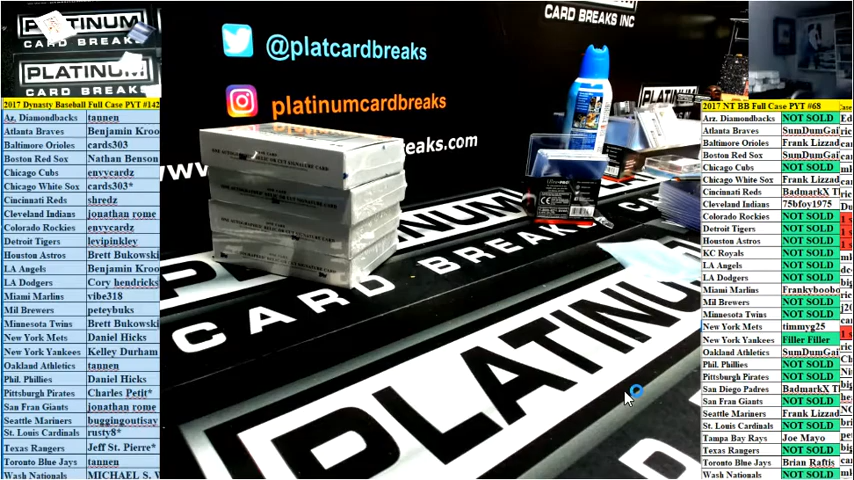 PLATINUM
CARD BREAKS
PLATINUM
CARD BREAKS
2017 Dynasty Baseball Full Case PYT #142
Az. Diamondbacks tannen
Atlanta Braves Benjamin Kroo
Baltimore Orioles cards303
Boston Red Sox Nathan Benson
Chicago Cubs envycardz
Chicago White Sox cards303*
Cincinnati Reds shredz
Cleveland Indians jonathan rome
Colorado Rockies envycardz
Detroit Tigers levipinkley
Houston Astros Brett Bukowski
LA Angels Benjamin Kroo
LA Dodgers Cory hendricks
Miami Marlins vibe318
Mil Brewers peteybuks
Minnesota Twins Brett Bukowski
New York Mets Daniel Hicks
New York Yankees Kelley Durham
Oakland Athletics tannen
Phil. Phillies Daniel Hicks
Pittsburgh Pirates Charles Petit*
San Fran Giants jonathan rome
Seattle Mariners buggingoutisay
St. Louis Cardinals rusty8*
Texas Rangers Jeff St. Pierre*
Toronto Blue Jays tannen
Wash Nationals MICHAEL S. W
CARD BREAKS INC
@platcardbreaks
platinumcardbreaks
www
breaks.com
ONE AUTOGRAPHED RELIC OR CUT SIGNATURE CARD
PLATINUM
CARD BREAKS
PLATINUM
2017 NT BB Full Case PYT #68
Arz. Diamondbacks NOT SOLD
Atlanta Braves SumDumGai
Baltimore Orioles Frank Lizzad
Boston Red Sox SumDumGai
Chicago Cubs NOT SOLD
Chicago White Sox Frank Lizzad
Cincinnati Reds BadmarkX T
Cleveland Indians 75bfoy1975
Colorado Rockies NOT SOLD
Detroit Tigers NOT SOLD
Houston Astros NOT SOLD
KC Royals NOT SOLD
LA Angels NOT SOLD
LA Dodgers NOT SOLD
Miami Marlins Frankyboobo
Mil Brewers NOT SOLD
Minnesota Twins NOT SOLD
New York Mets timmyg25
New York Yankees Filler Filler
Oakland Athletics SumDumGai
Phil. Phillies NOT SOLD
Pittsburgh Pirates NOT SOLD
San Diego Padres BadmarkX T
San Fran Giants NOT SOLD
Seattle Mariners Frank Lizzad
St. Louis Cardinals NOT SOLD
Tampa Bay Rays Joe Mayo
Texas Rangers NOT SOLD
Toronto Blue Jays Brian Raftis
Wash Nationals NOT SOLD